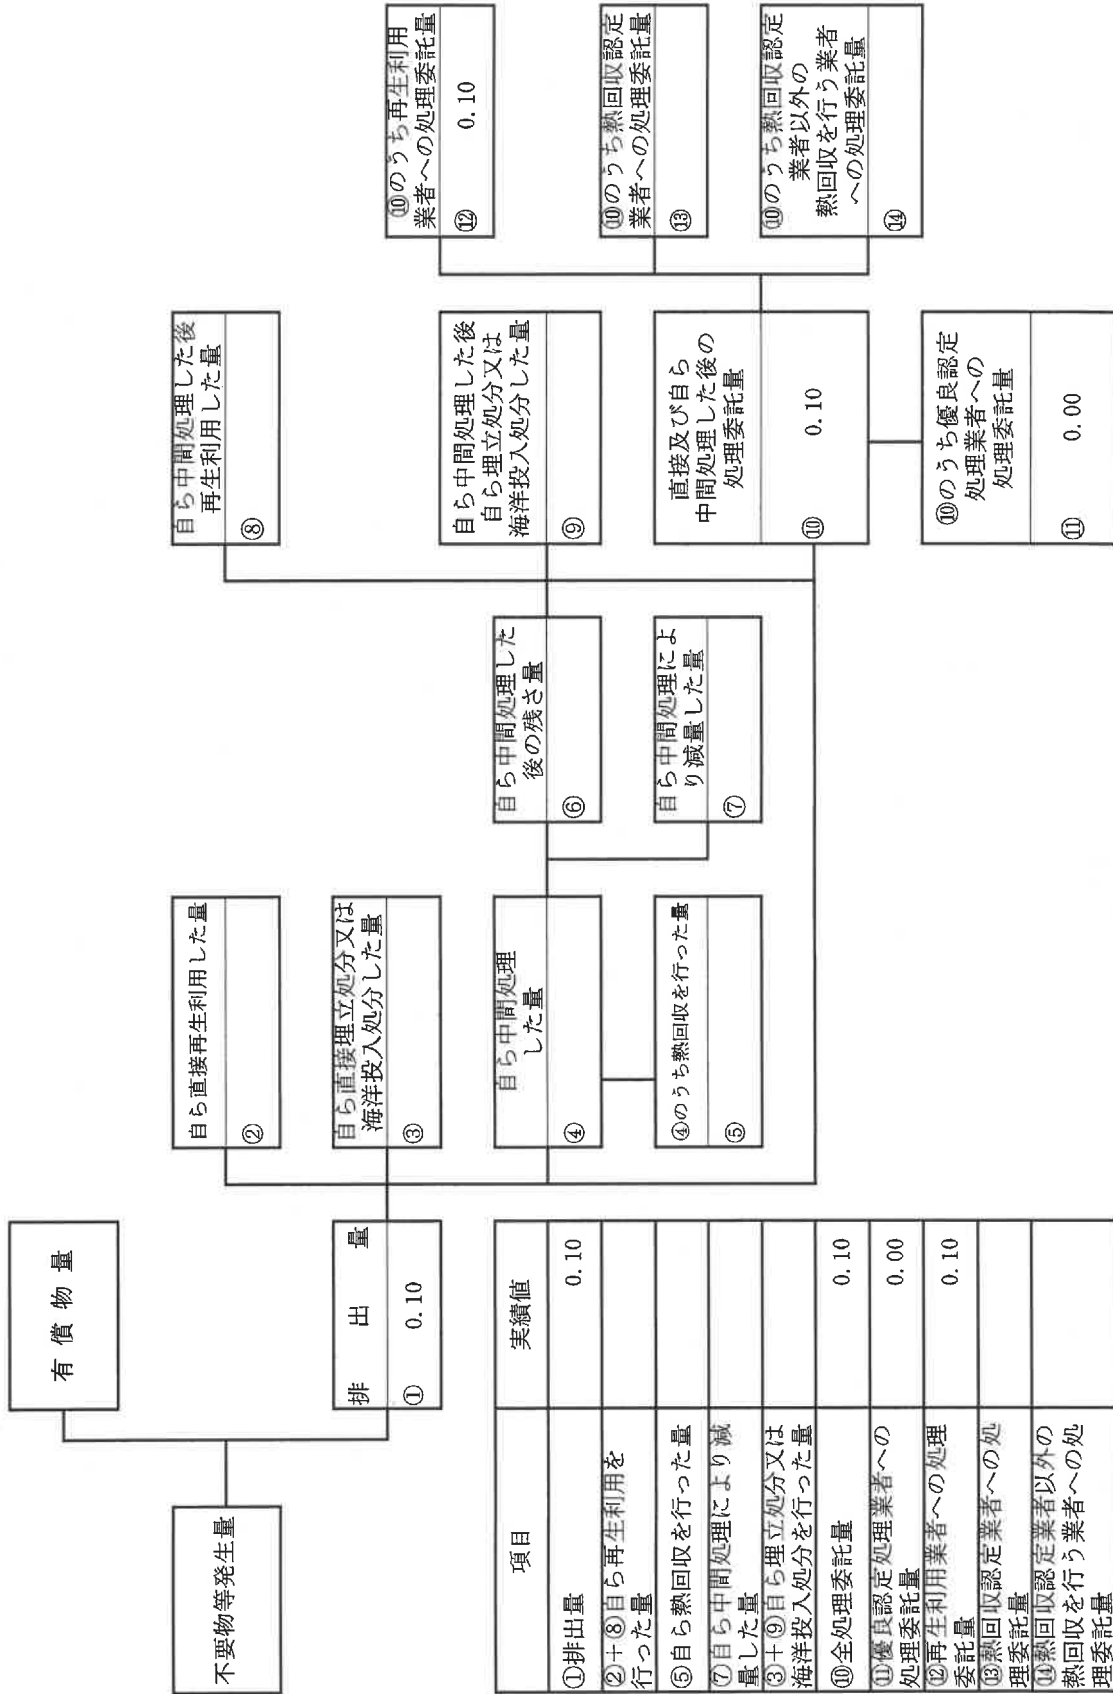 不要物等発生量
有償物量
排出量
① 0.10
自ら直接再生利用した量
②
自ら直接埋立処分又は
海洋投入処分した量
③
自ら中間処理
した量
④
④のうち熱回収を行った量
⑤
自ら中間処理した
後の残さ量
⑥
自ら中間処理によ
り減量した量
⑦
自ら中間処理した後
再生利用した量
⑧
自ら中間処理した後
自ら埋立処分又は
海洋投入処分した量
⑨
直接及び自ら
中間処理した後の
処理委託量
⑩ 0.10
⑩のうち優良認定
処理業者への
処理委託量
⑪ 0.00
⑩のうち再生利用
業者への処理委託量
⑫ 0.10
⑩のうち熱回収認定
業者への処理委託量
⑬
⑩のうち熱回収認定
業者以外の
熱回収を行う業者
への処理委託量
⑭
項目 実績値
①排出量 0.10
②+⑧自ら再生利用を
行った量
⑤自ら熱回収を行った量
⑦自ら中間処理により減
量した量
③+⑨自ら埋立処分又は
海洋投入処分を行った量
⑩全処理委託量 0.10
⑪優良認定処理業者への
処理委託量 0.00
⑫再生利用業者への処理
委託量 0.10
⑬熱回収認定業者への処
理委託量
⑭熱回収認定業者以外の
熱回収を行う業者への処
理委託量